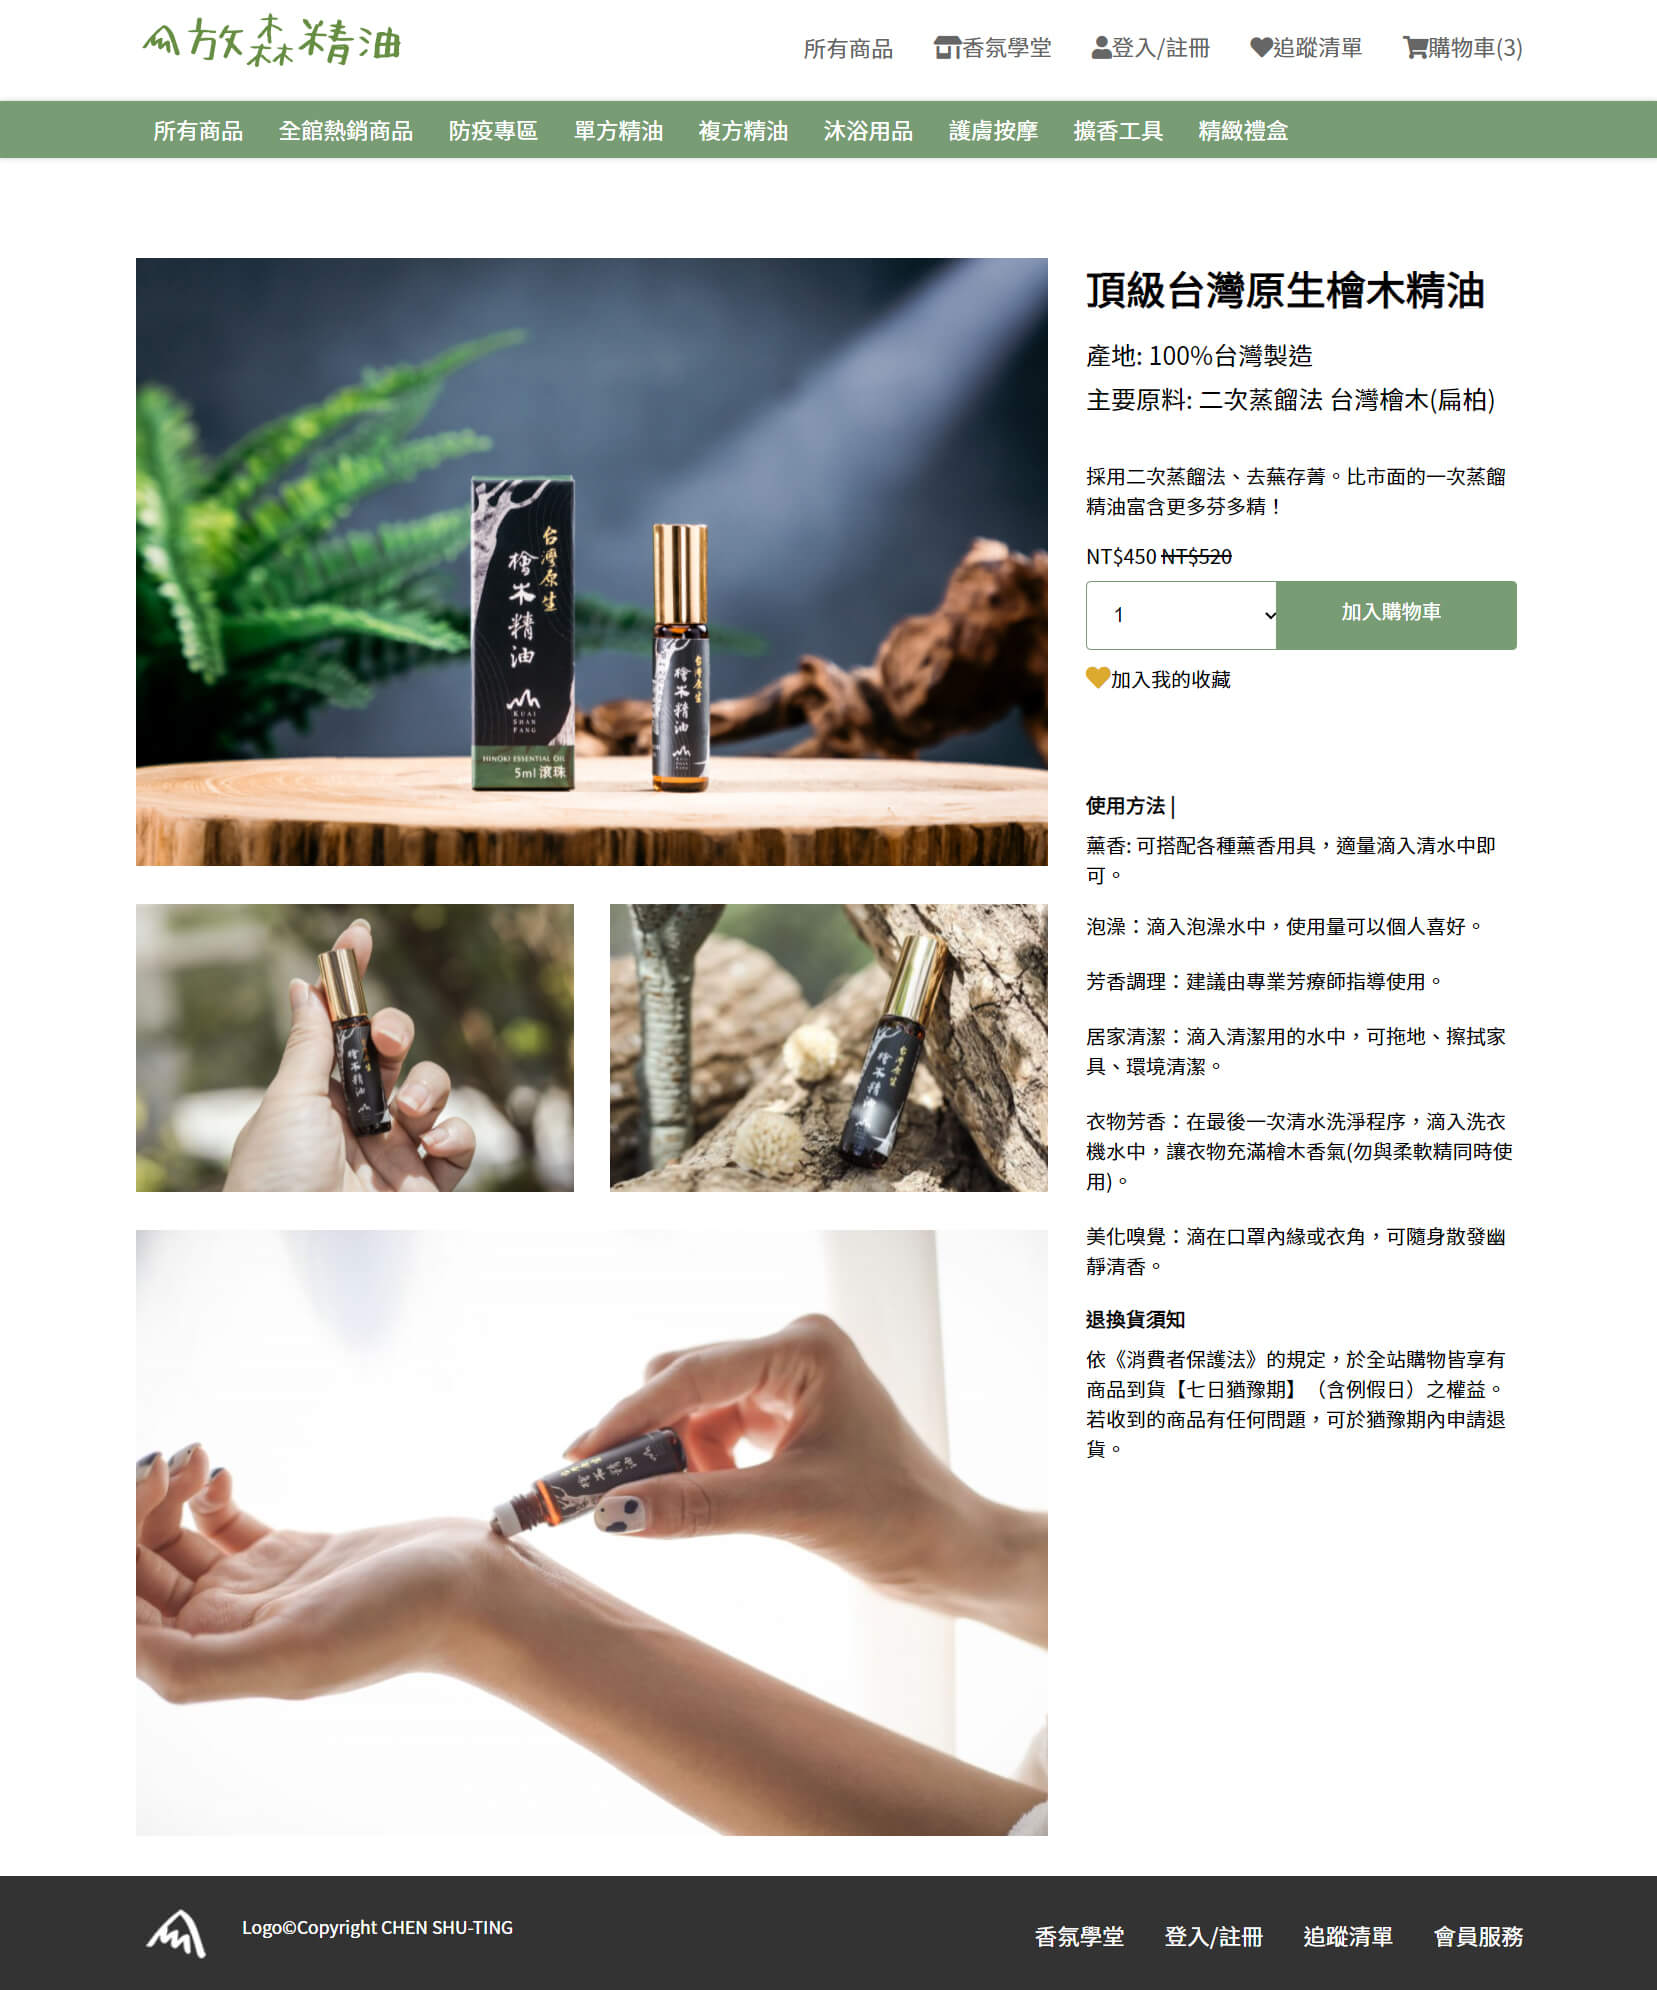 放森精油
所有商品 香氛學堂 登入/註冊 追蹤清單 購物車(3)
所有商品 全館熱銷商品 防疫專區 單方精油 複方精油 沐浴用品 護膚按摩 擴香工具 精緻禮盒
頂級台灣原生檜木精油
產地: 100%台灣製造
主要原料: 二次蒸餾法 台灣檜木(扁柏)
採用二次蒸餾法、去蕪存菁。比市面的一次蒸餾
精油富含更多芬多精！
NT$450 NT$520
1 加入購物車
加入我的收藏
台灣原生
檜木精油
KUAI
SHAN
FANG
HINOKI ESSENTIAL OIL
5ml 滾珠
台灣原生
檜木精油
使用方法 |
薰香: 可搭配各種薰香用具，適量滴入清水中即
可。
泡澡：滴入泡澡水中，使用量可以個人喜好。
芳香調理：建議由專業芳療師指導使用。
居家清潔：滴入清潔用的水中，可拖地、擦拭家
具、環境清潔。
衣物芳香：在最後一次清水洗淨程序，滴入洗衣
機水中，讓衣物充滿檜木香氣(勿與柔軟精同時使
用)。
美化嗅覺：滴在口罩內緣或衣角，可隨身散發幽
靜清香。
退換貨須知
依《消費者保護法》的規定，於全站購物皆享有
商品到貨【七日猶豫期】（含例假日）之權益。
若收到的商品有任何問題，可於猶豫期內申請退
貨。
台灣原生
檜木精油
台灣原生
檜木精油
Logo©Copyright CHEN SHU-TING
香氛學堂 登入/註冊 追蹤清單 會員服務